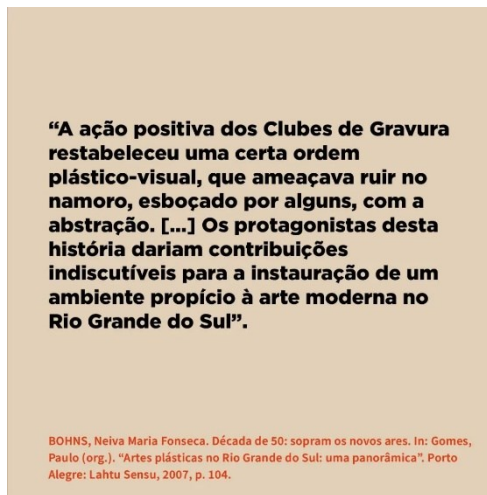 “A ação positiva dos Clubes de Gravura
restabeleceu uma certa ordem
plástico-visual, que ameaçava ruir no
namoro, esboçado por alguns, com a
abstração. [...] Os protagonistas desta
história dariam contribuições
indiscutíveis para a instauração de um
ambiente propício à arte moderna no
Rio Grande do Sul”.
BOHNS, Neiva Maria Fonseca. Década de 50: sopram os novos ares. In: Gomes,
Paulo (org.). “Artes plásticas no Rio Grande do Sul: uma panorâmica”. Porto
Alegre: Lahtu Sensu, 2007, p. 104.